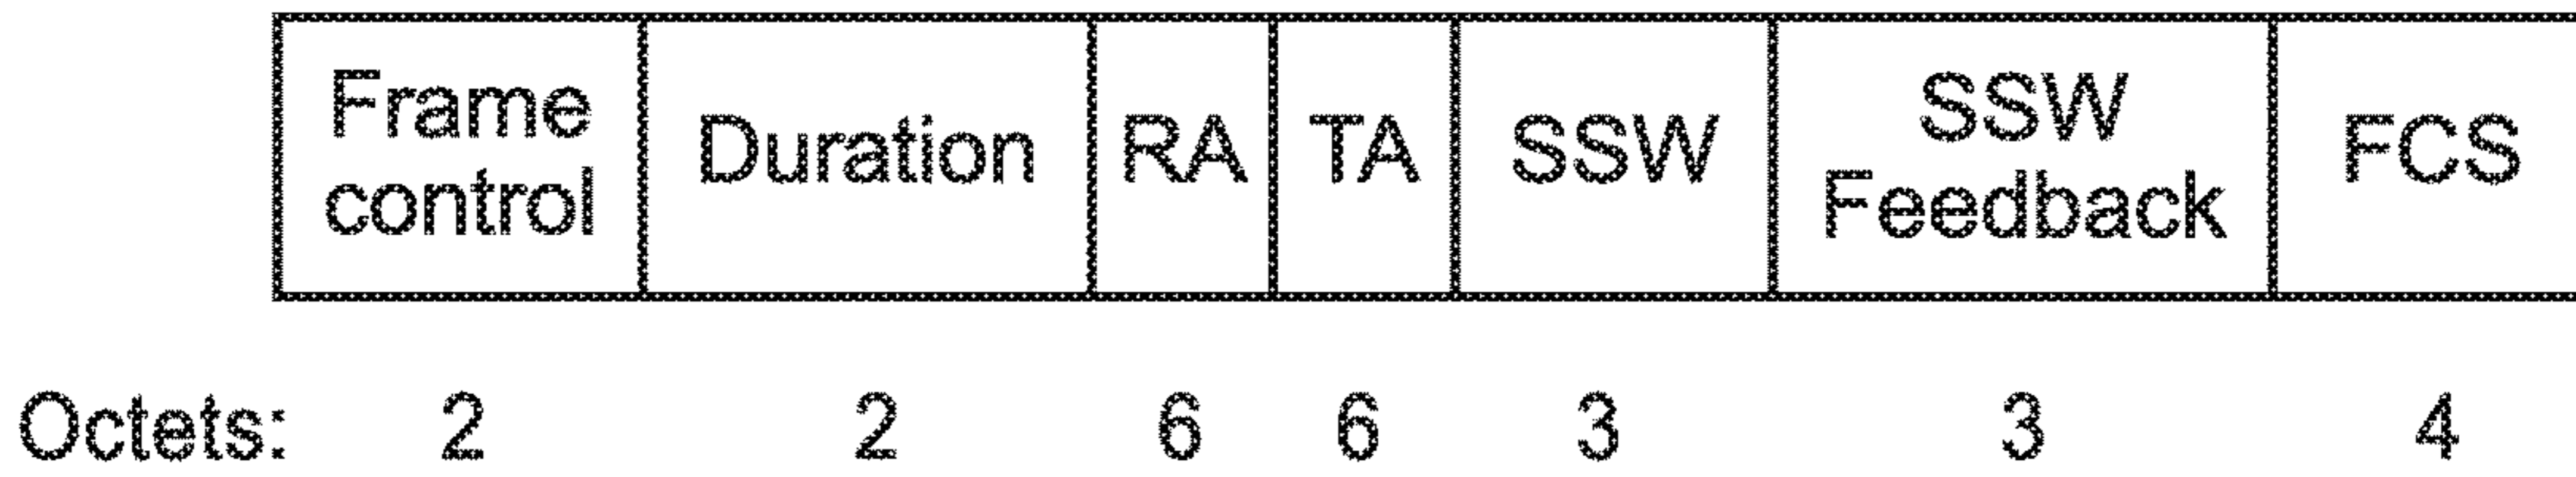 Frame control Duration RA TA SSW SSW Feedback FCS
Octets: 2 2 6 6 3 3 4